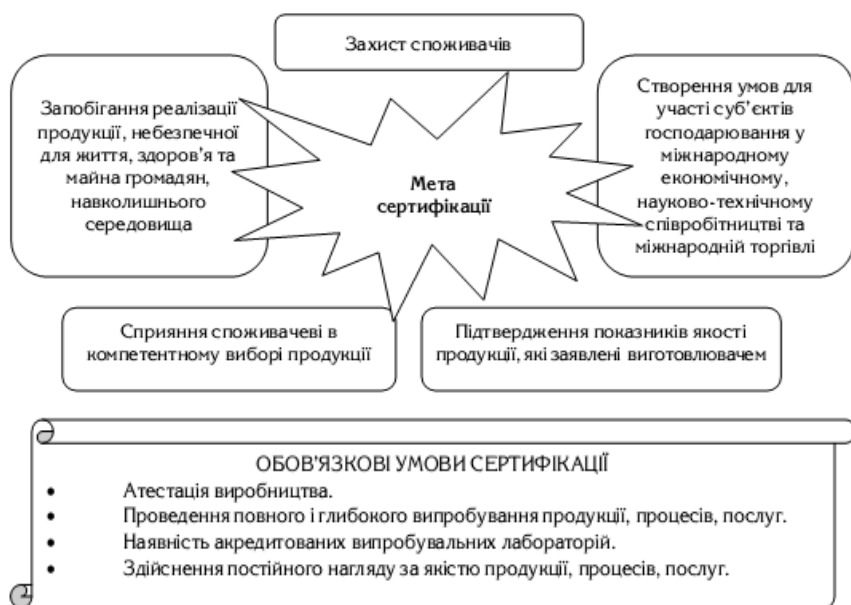 Захист споживачів
Запобігання реалізації
продукції, небезпечної
для життя, здоров’я та
майна громадян,
навколишнього
середовища
Мета
сертифікації
Створення умов для
участі суб’єктів
господарювання у
міжнародному
економічному,
науково-технічному
співробітництві та
міжнародній торгівлі
Сприяння споживачеві в
компетентному виборі продукції
Підтвердження показників якості
продукції, які заявлені виготовлювачем
ОБОВ’ЯЗКОВІ УМОВИ СЕРТИФІКАЦІЇ
• Атестація виробництва.
• Проведення повного і глибокого випробування продукції, процесів, послуг.
• Наявність акредитованих випробувальних лабораторій.
• Здійснення постійного нагляду за якістю продукції, процесів, послуг.